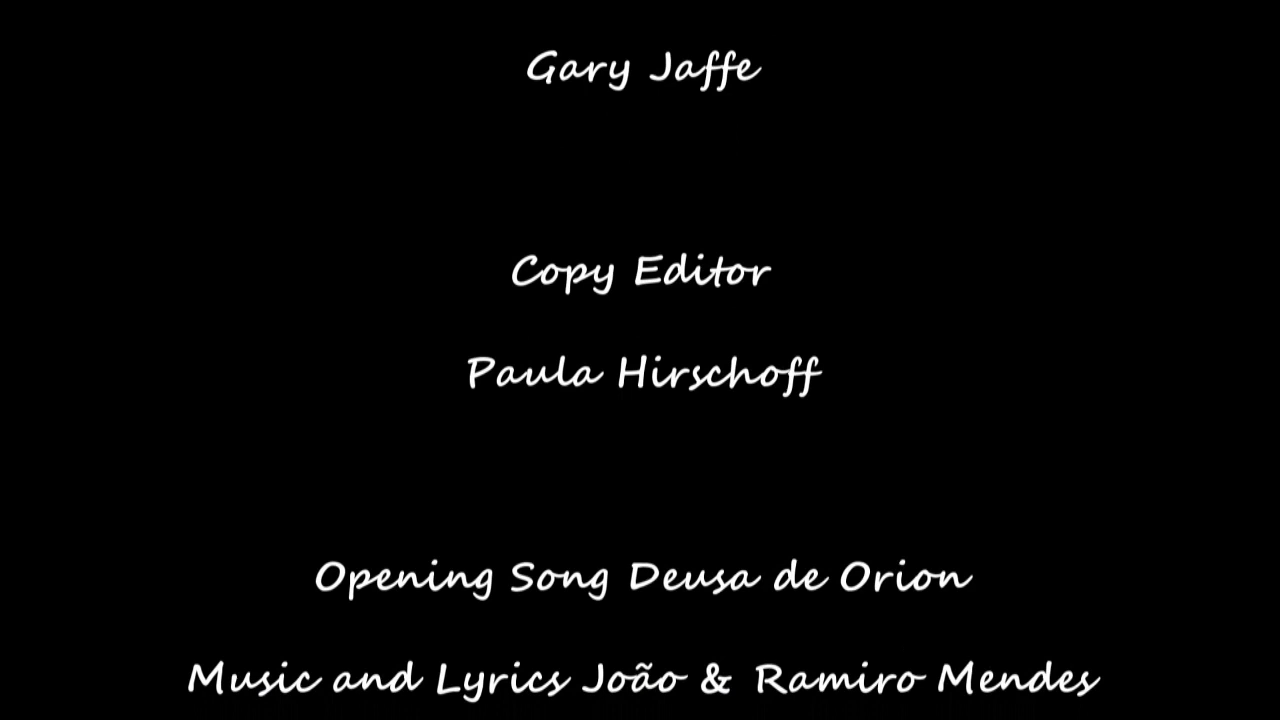 Gary Jaffe
Copy Editor
Paula Hirschoff
Opening Song Deusa de Orion
Music and Lyrics João & Ramiro Mendes